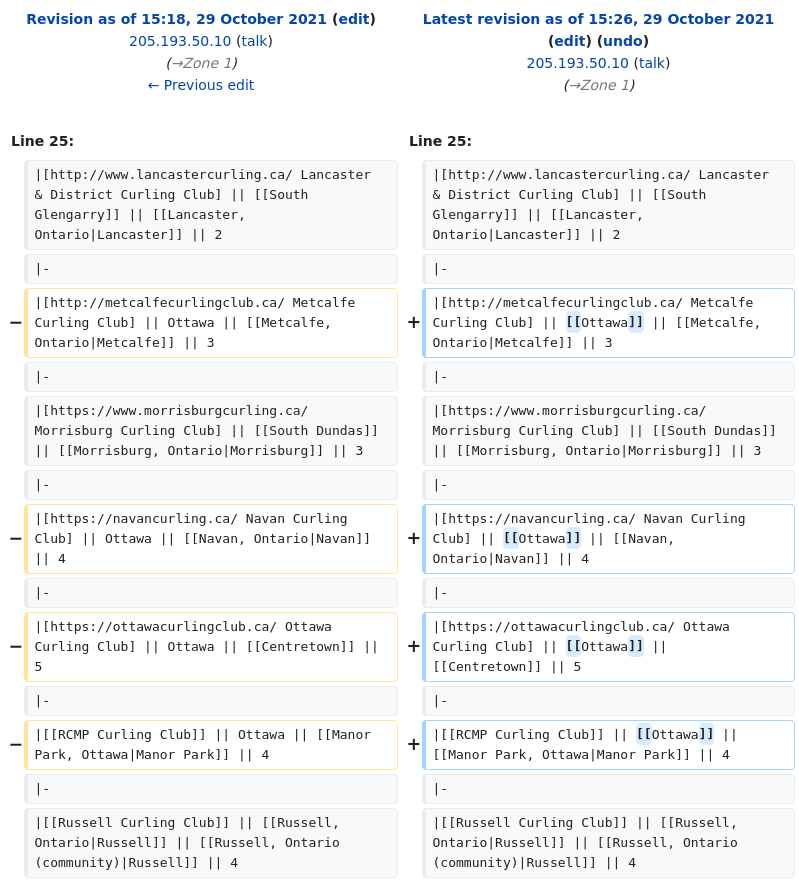 Revision as of 15:18, 29 October 2021 (edit)
205.193.50.10 (talk)
(→Zone 1)
← Previous edit
Latest revision as of 15:26, 29 October 2021
(edit) (undo)
205.193.50.10 (talk)
(→Zone 1)
Line 25:
Line 25:
|[http://www.lancastercurling.ca/ Lancaster
& District Curling Club] || [[South
Glengarry]] || [[Lancaster,
Ontario|Lancaster]] || 2
|[http://www.lancastercurling.ca/ Lancaster
& District Curling Club] || [[South
Glengarry]] || [[Lancaster,
Ontario|Lancaster]] || 2
|-
|-
− |[http://metcalfecurlingclub.ca/ Metcalfe
Curling Club] || Ottawa || [[Metcalfe,
Ontario|Metcalfe]] || 3
+ |[http://metcalfecurlingclub.ca/ Metcalfe
Curling Club] || [[Ottawa]] || [[Metcalfe,
Ontario|Metcalfe]] || 3
|-
|-
|[https://www.morrisburgcurling.ca/
Morrisburg Curling Club] || [[South Dundas]]
|| [[Morrisburg, Ontario|Morrisburg]] || 3
|[https://www.morrisburgcurling.ca/
Morrisburg Curling Club] || [[South Dundas]]
|| [[Morrisburg, Ontario|Morrisburg]] || 3
|-
|-
− |[https://navancurling.ca/ Navan Curling
Club] || Ottawa || [[Navan, Ontario|Navan]]
|| 4
+ |[https://navancurling.ca/ Navan Curling
Club] || [[Ottawa]] || [[Navan,
Ontario|Navan]] || 4
|-
|-
− |[https://ottawacurlingclub.ca/ Ottawa
Curling Club] || Ottawa || [[Centretown]] ||
5
+ |[https://ottawacurlingclub.ca/ Ottawa
Curling Club] || [[Ottawa]] ||
[[Centretown]] || 5
|-
|-
− |[[RCMP Curling Club]] || Ottawa || [[Manor
Park, Ottawa|Manor Park]] || 4
+ |[[RCMP Curling Club]] || [[Ottawa]] ||
[[Manor Park, Ottawa|Manor Park]] || 4
|-
|-
|[[Russell Curling Club]] || [[Russell,
Ontario|Russell]] || [[Russell, Ontario
(community)|Russell]] || 4
|[[Russell Curling Club]] || [[Russell,
Ontario|Russell]] || [[Russell, Ontario
(community)|Russell]] || 4